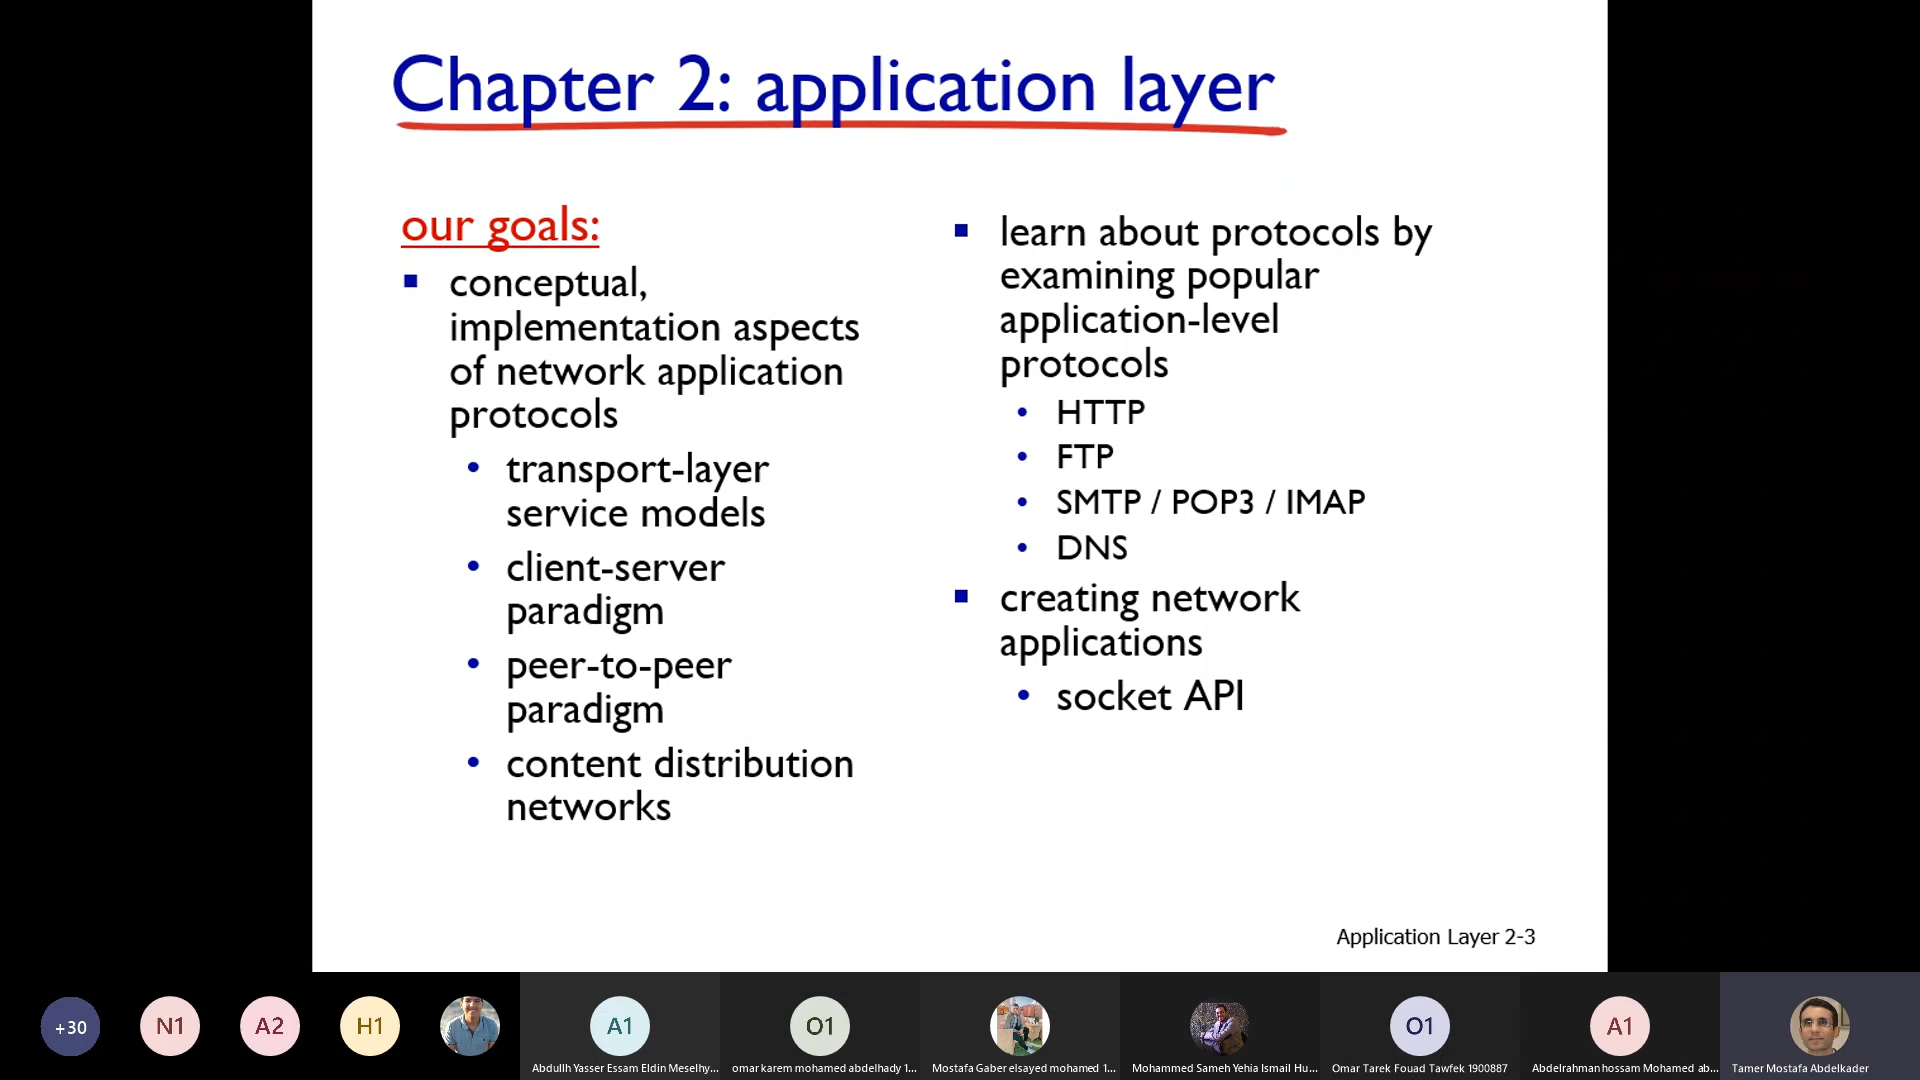 Chapter 2: application layer
our goals:
▪ conceptual,
implementation aspects
of network application
protocols
• transport-layer
service models
• client-server
paradigm
• peer-to-peer
paradigm
• content distribution
networks
▪ learn about protocols by
examining popular
application-level
protocols
• HTTP
• FTP
• SMTP / POP3 / IMAP
• DNS
▪ creating network
applications
• socket API
Application Layer 2-3
+30
N1
A2
H1
A1
O1
O1
A1
Abdullh Yasser Essam Eldin Meselhy...
omar karem mohamed abdelhady 1...
Mostafa Gaber elsayed mohamed 1...
Mohammed Sameh Yehia Ismail Hu...
Omar Tarek Fouad Tawfek 1900887
Abdelrahman hossam Mohamed ab...
Tamer Mostafa Abdelkader